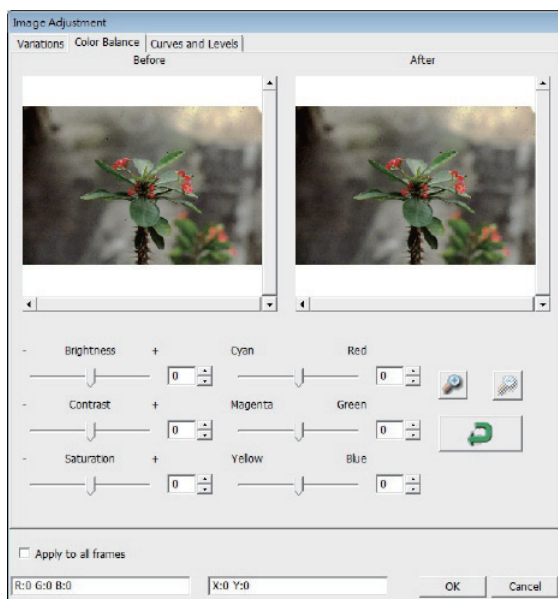 Image Adjustment
Variations Color Balance Curves and Levels
Before After
- Brightness + Cyan Red
0 0
- Contrast + Magenta Green
0 0
- Saturation + Yellow Blue
0 0
Apply to all frames
R:0 G:0 B:0 X:0 Y:0 OK Cancel